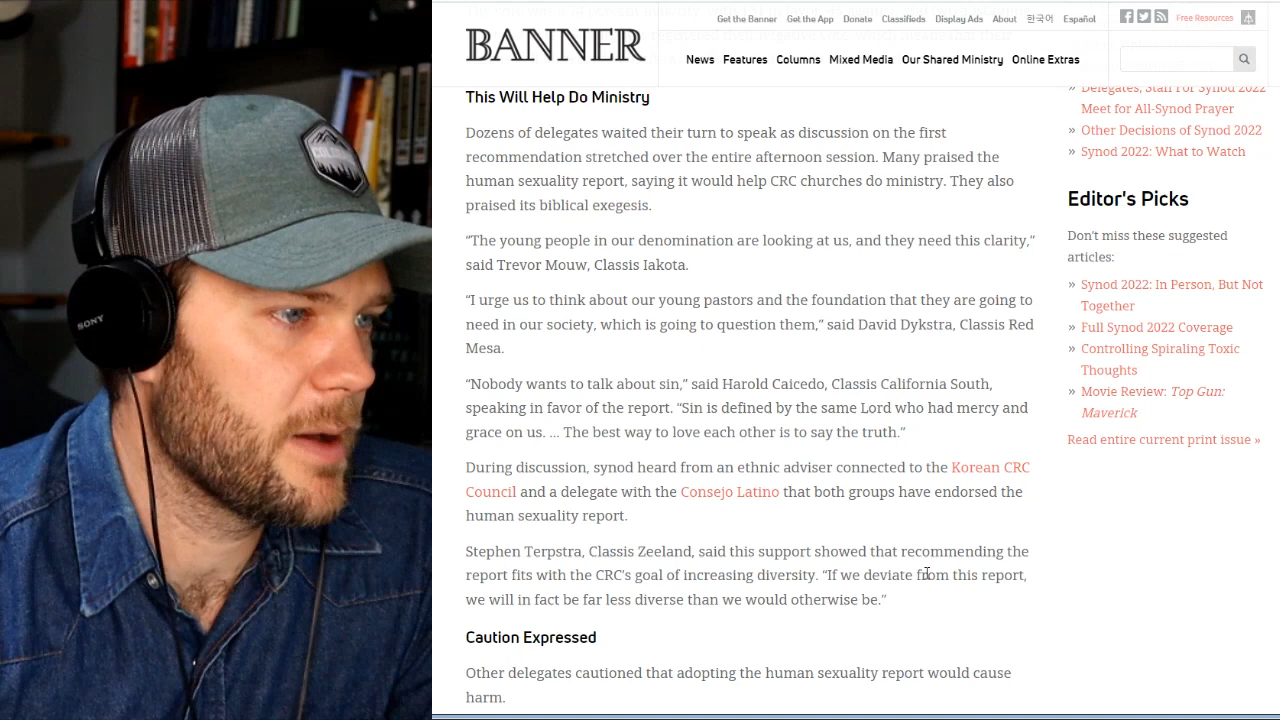 Get the Banner Get the App Donate Classifieds Display Ads About 한국어 Español
Free Resources
BANNER
News Features Columns Mixed Media Our Shared Ministry Online Extras
This Will Help Do Ministry
Dozens of delegates waited their turn to speak as discussion on the first
recommendation stretched over the entire afternoon session. Many praised the
human sexuality report, saying it would help CRC churches do ministry. They also
praised its biblical exegesis.
“The young people in our denomination are looking at us, and they need this clarity,”
said Trevor Mouw, Classis Iakota.
“I urge us to think about our young pastors and the foundation that they are going to
need in our society, which is going to question them,” said David Dykstra, Classis Red
Mesa.
“Nobody wants to talk about sin,” said Harold Caicedo, Classis California South,
speaking in favor of the report. “Sin is defined by the same Lord who had mercy and
grace on us. ... The best way to love each other is to say the truth.”
During discussion, synod heard from an ethnic adviser connected to the Korean CRC
Council and a delegate with the Consejo Latino that both groups have endorsed the
human sexuality report.
Stephen Terpstra, Classis Zeeland, said this support showed that recommending the
report fits with the CRC’s goal of increasing diversity. “If we deviate from this report,
we will in fact be far less diverse than we would otherwise be.”
Caution Expressed
Other delegates cautioned that adopting the human sexuality report would cause
harm.
» Delegates, Staff For Synod 2022
Meet for All-Synod Prayer
» Other Decisions of Synod 2022
» Synod 2022: What to Watch
Editor's Picks
Don't miss these suggested
articles:
» Synod 2022: In Person, But Not
Together
» Full Synod 2022 Coverage
» Controlling Spiraling Toxic
Thoughts
» Movie Review: Top Gun:
Maverick
Read entire current print issue »
SONY